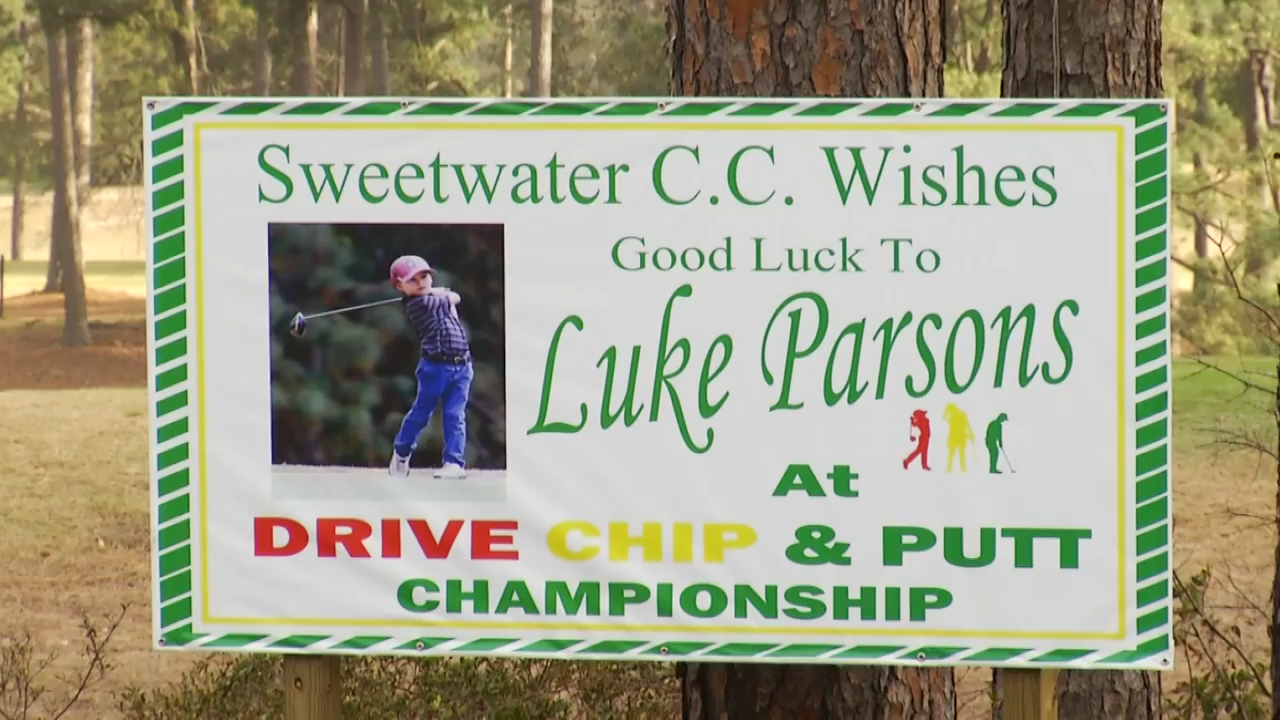 Sweetwater C.C. Wishes
Good Luck To
Luke Parsons
At
DRIVE CHIP & PUTT
CHAMPIONSHIP